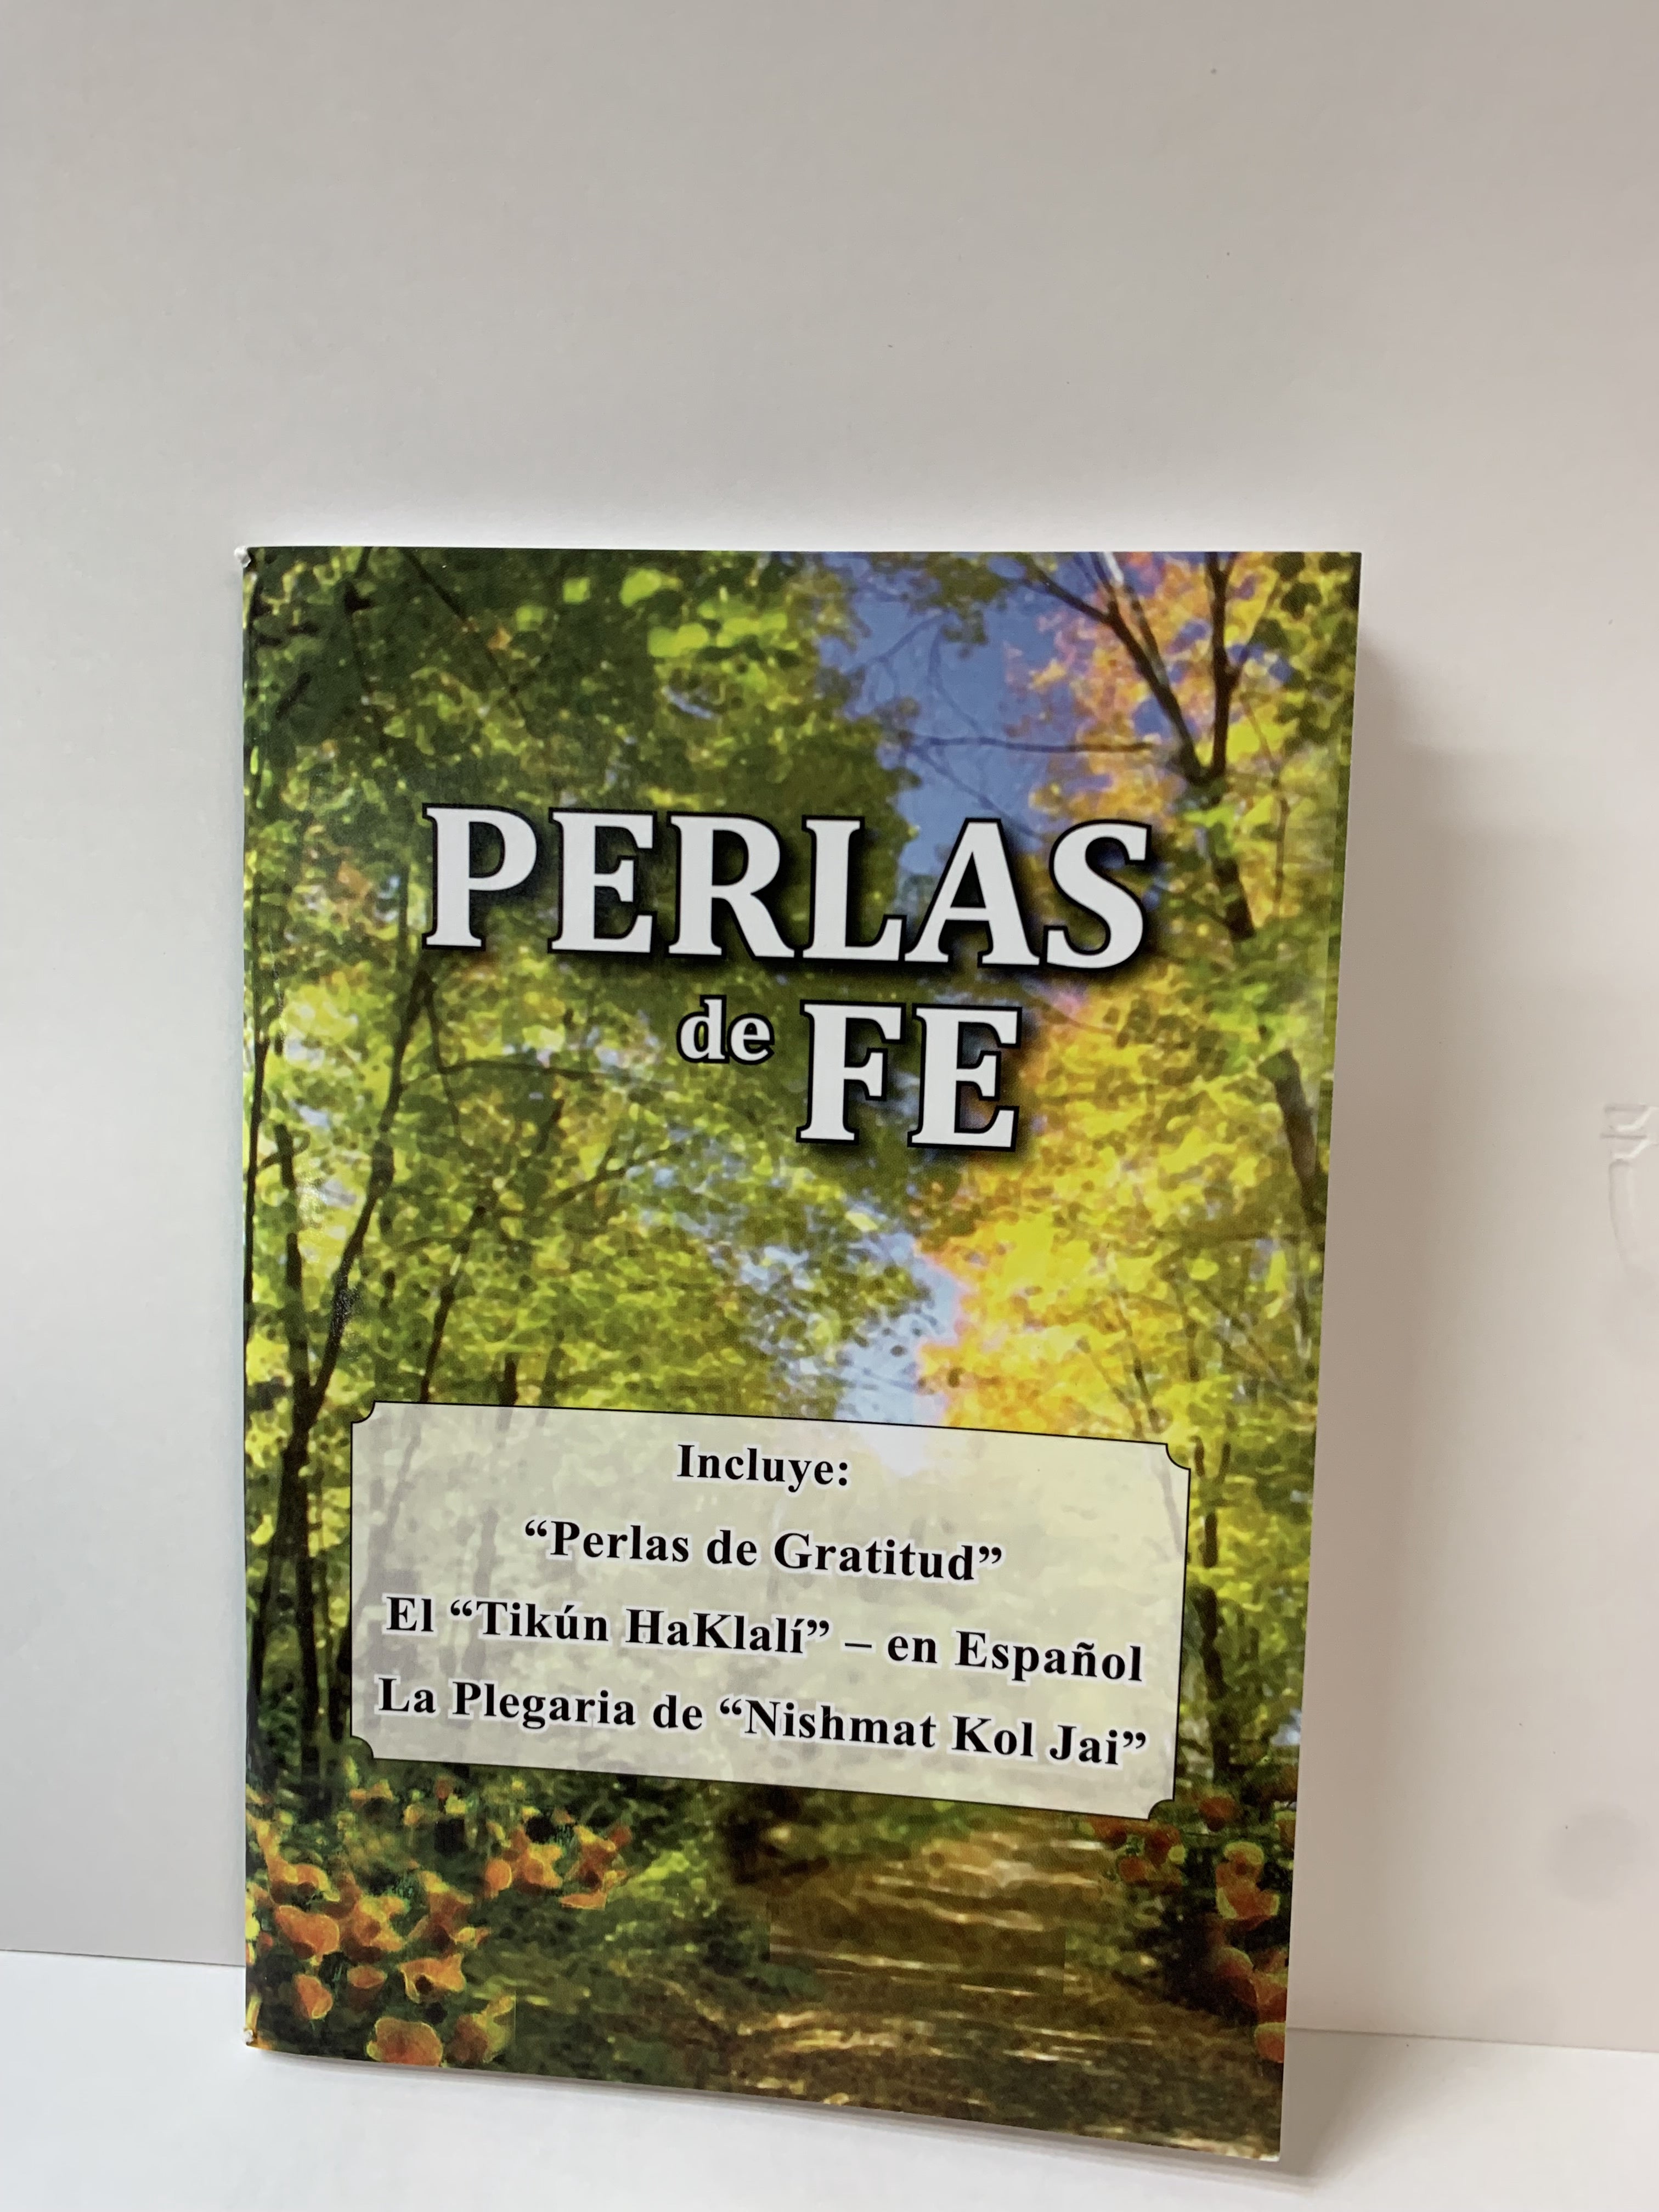 PERLAS
de FE
Incluye:
“Perlas de Gratitud”
El “Tikún HaKlalí” – en Español
La Plegaria de “Nishmat Kol Jai”